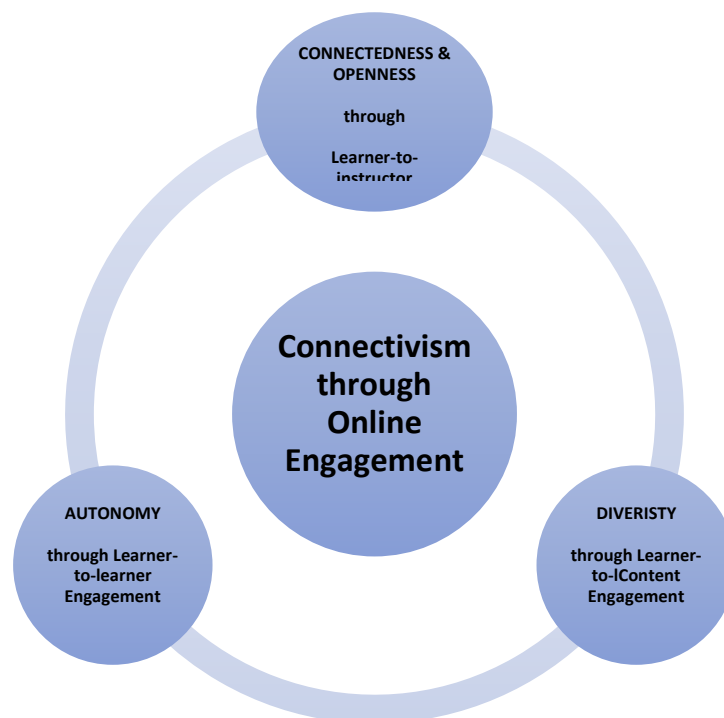 CONNECTEDNESS &
OPENNESS
through
Learner-to-
instructor
Connectivism
through
Online
Engagement
AUTONOMY
through Learner-
to-learner
Engagement
DIVERISTY
through Learner-
to-lContent
Engagement